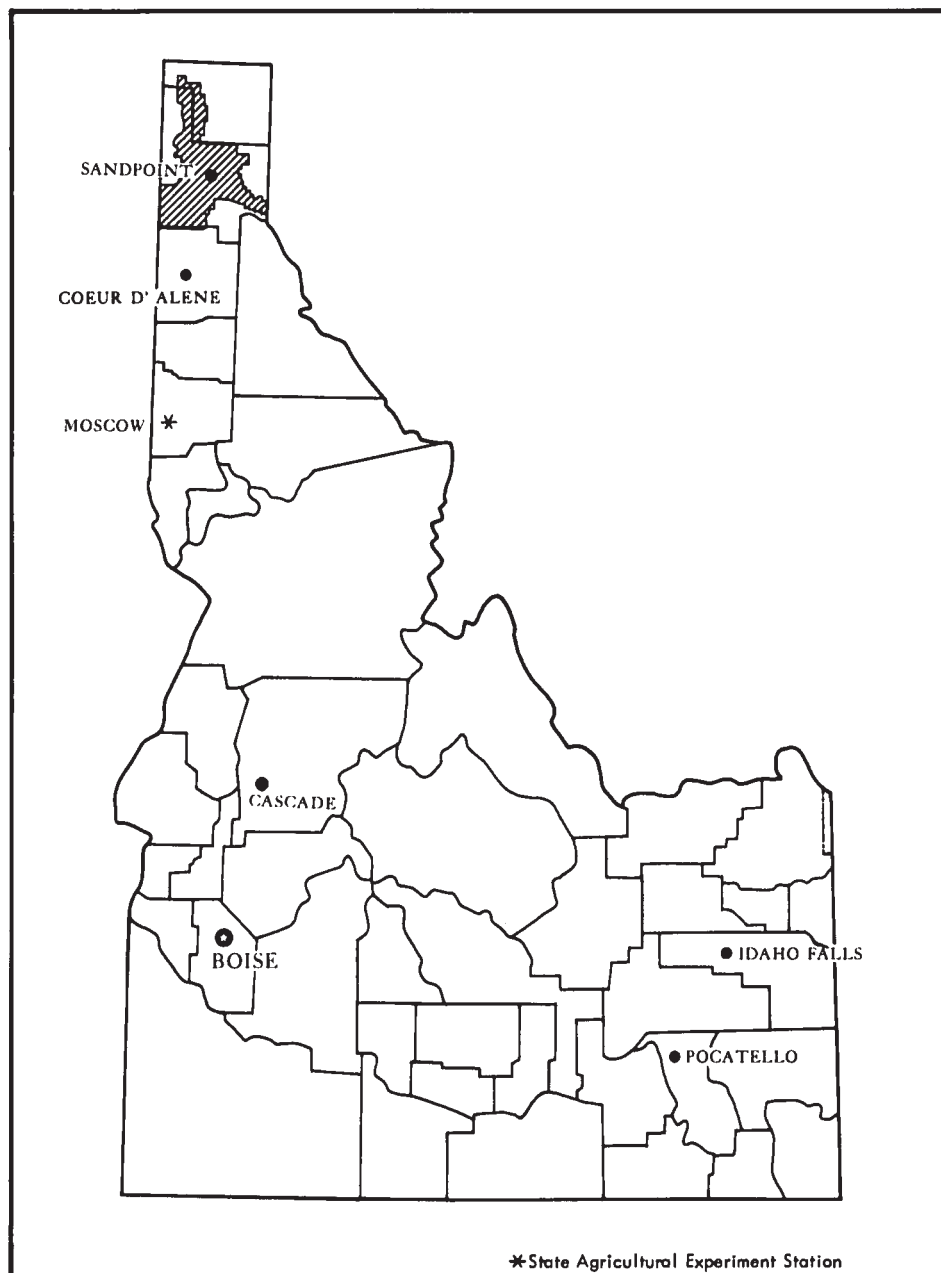 SANDPOINT
COEUR D' ALENE
MOSCOW *
CASCADE
BOISE
IDAHO FALLS
POCATELLO
*State Agricultural Experiment Station